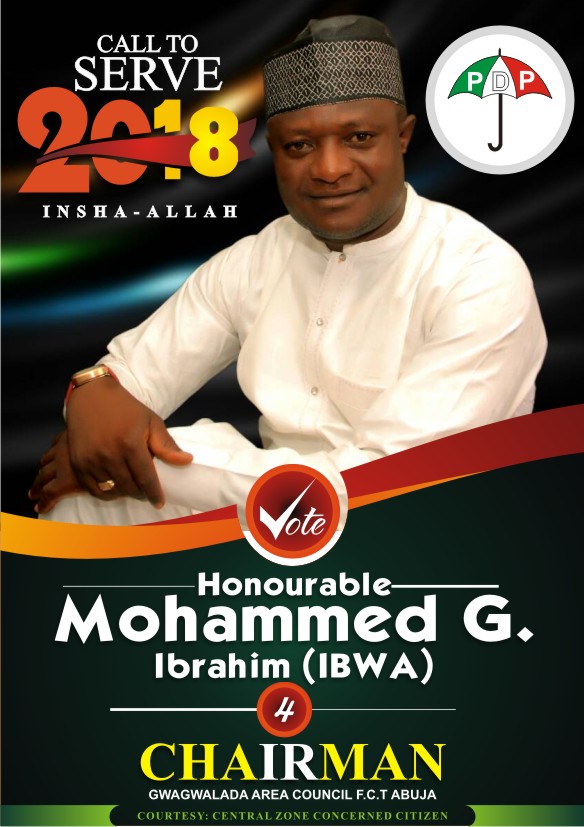 CALL TO
SERVE
2018
INSHA-ALLAH
PDP
Vote
Honourable
Mohammed G.
Ibrahim (IBWA)
4
CHAIRMAN
GWAGWALADA AREA COUNCIL F.C.T ABUJA
COURTESY: CENTRAL ZONE CONCERNED CITIZEN